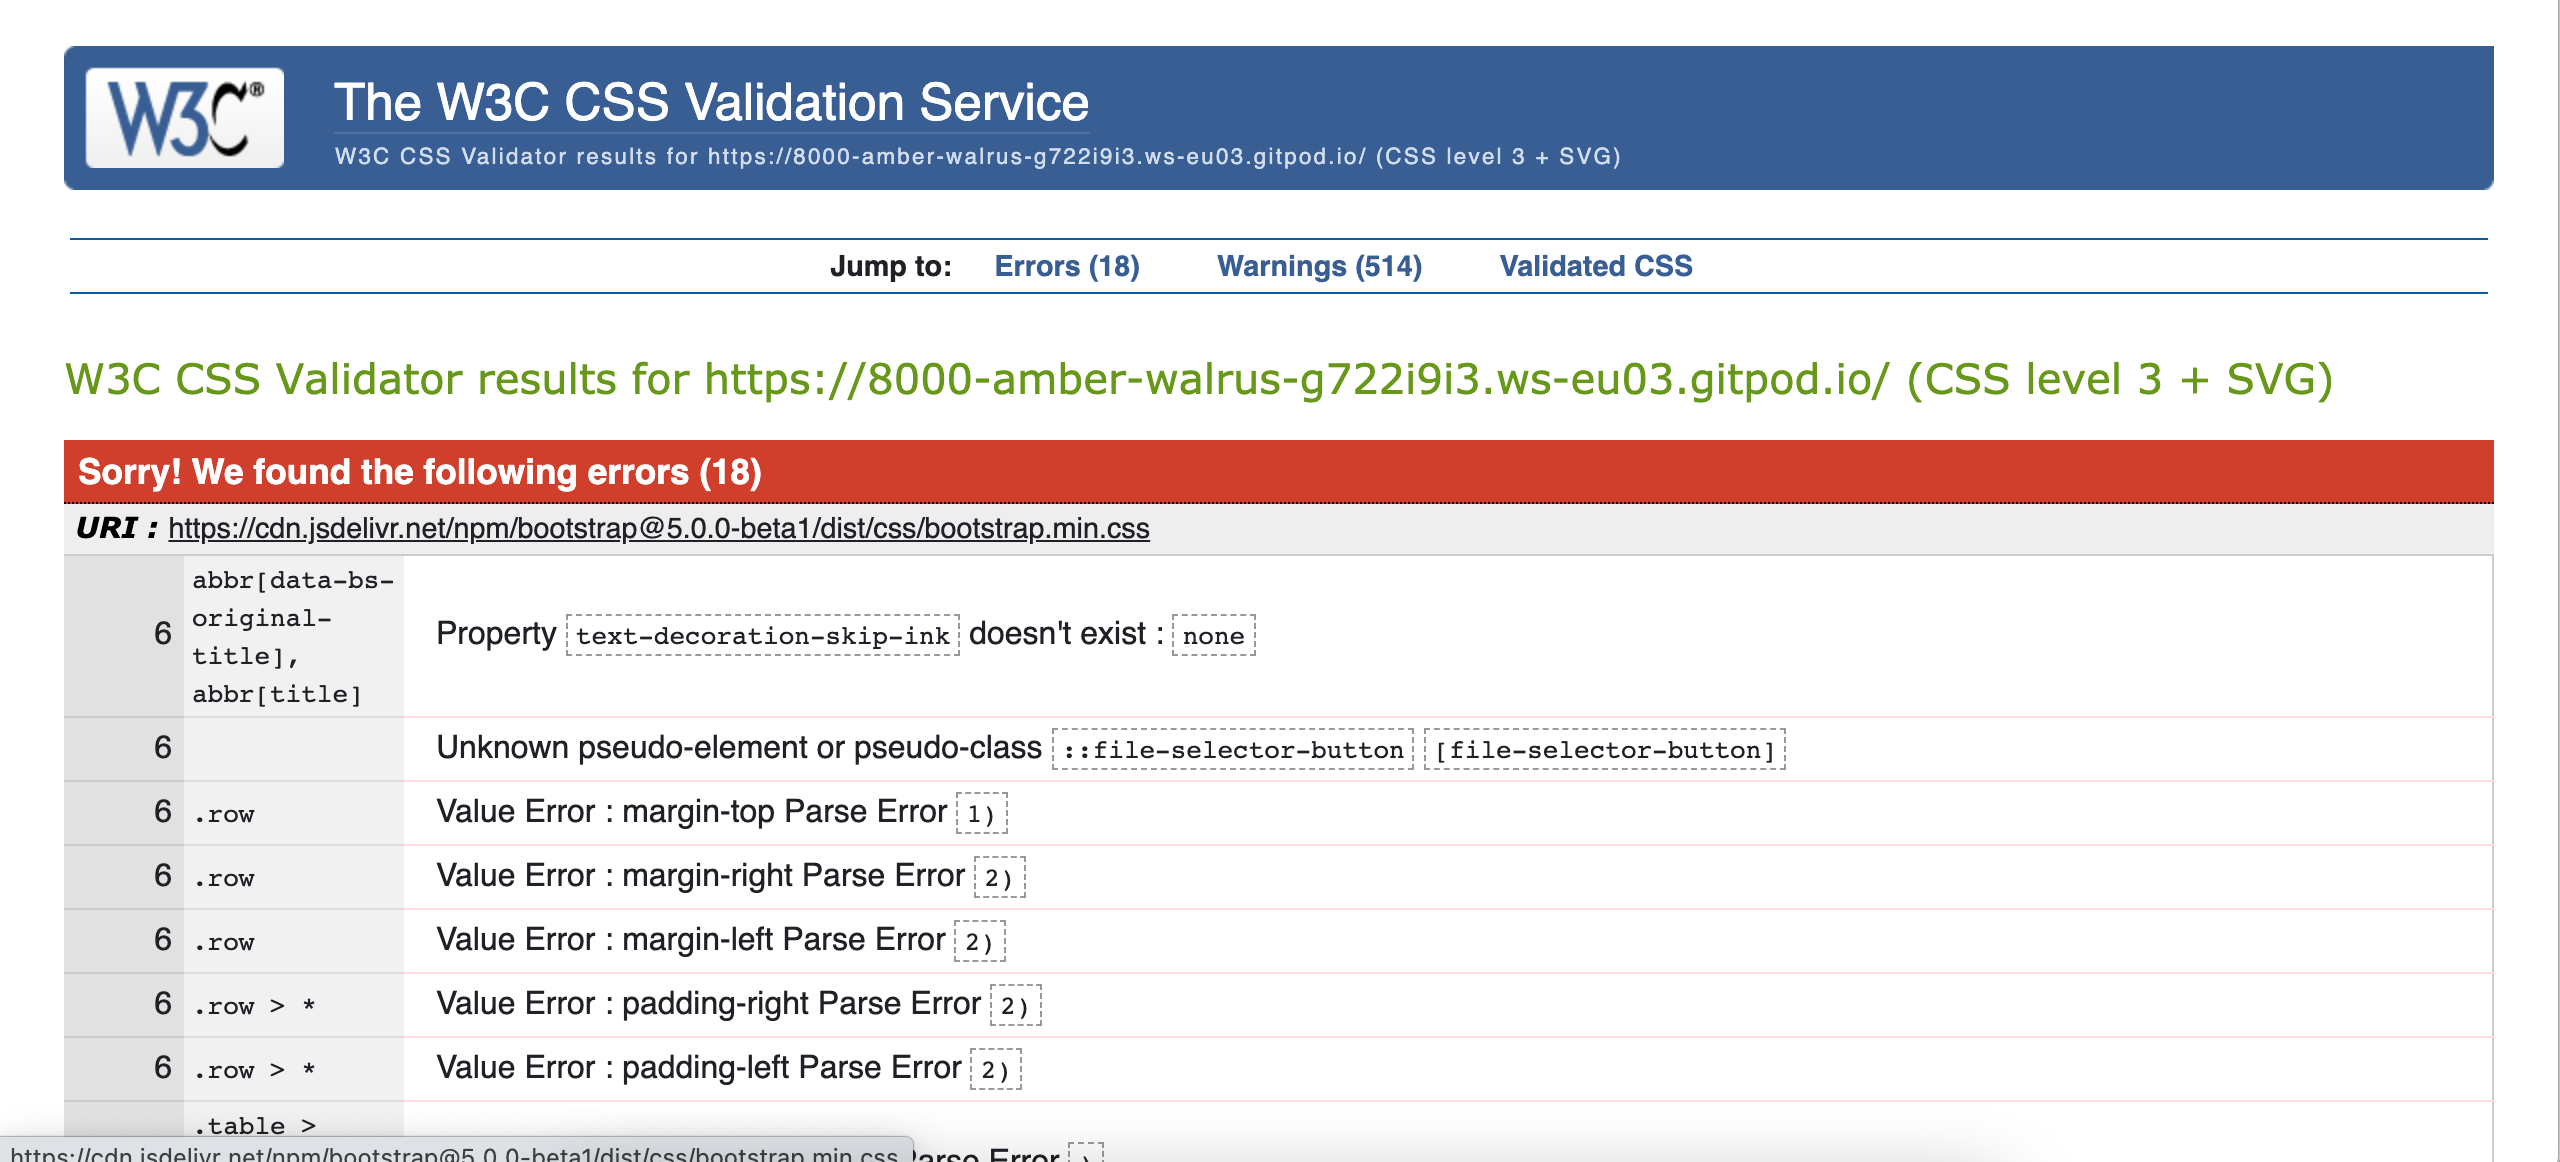 W3C®
The W3C CSS Validation Service
W3C CSS Validator results for https://8000-amber-walrus-g722i9i3.ws-eu03.gitpod.io/ (CSS level 3 + SVG)
Jump to: Errors (18) Warnings (514) Validated CSS
W3C CSS Validator results for https://8000-amber-walrus-g722i9i3.ws-eu03.gitpod.io/ (CSS level 3 + SVG)
Sorry! We found the following errors (18)
URI : https://cdn.jsdelivr.net/npm/bootstrap@5.0.0-beta1/dist/css/bootstrap.min.css
6 abbr[data-bs-
original-
title],
abbr[title] Property text-decoration-skip-ink doesn't exist : none
6 Unknown pseudo-element or pseudo-class ::file-selector-button [file-selector-button]
6 .row Value Error : margin-top Parse Error 1)
6 .row Value Error : margin-right Parse Error 2)
6 .row Value Error : margin-left Parse Error 2)
6 .row > * Value Error : padding-right Parse Error 2)
6 .row > * Value Error : padding-left Parse Error 2)
.table >
https://cdn.jsdelivr.net/npm/bootstrap@5.0.0-beta1/dist/css/bootstrap.min.css Parse Error )